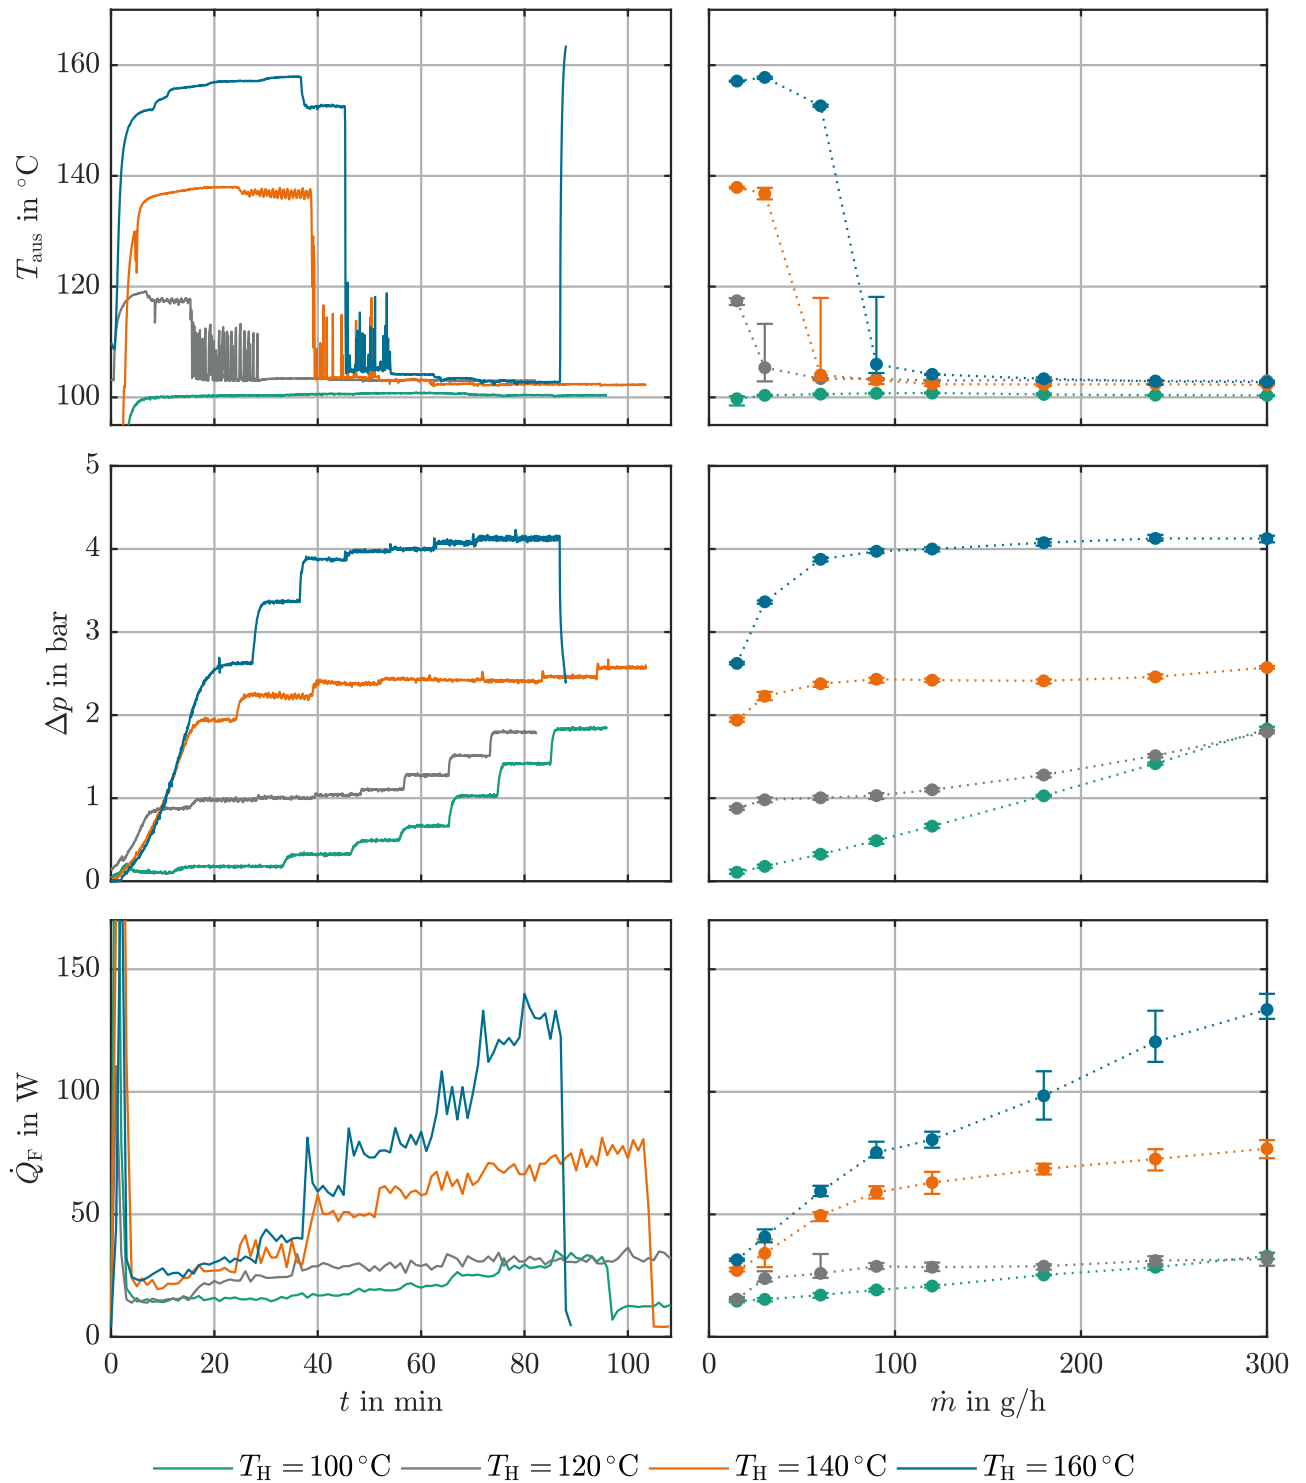 160
140
120
100
T_aus in °C
5
4
3
2
1
0
Δp in bar
150
100
50
0
Q̇_F in W
0 20 40 60 80 100
0 100 200 300
t in min
ṁ in g/h
T_H = 100 °C T_H = 120 °C T_H = 140 °C T_H = 160 °C